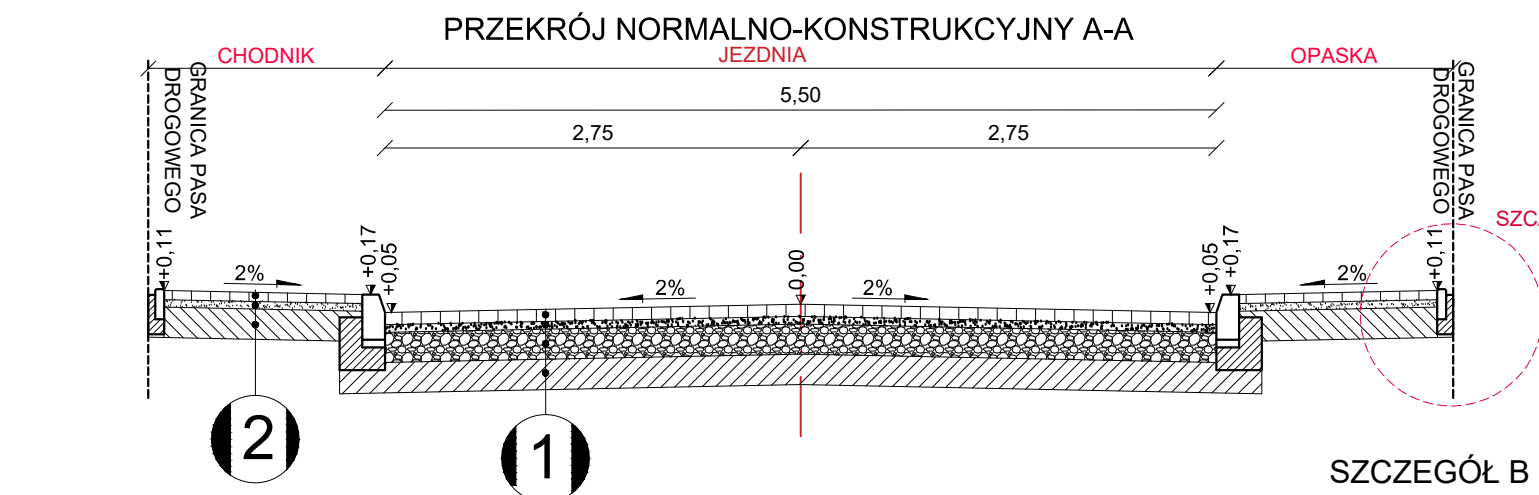 PRZEKRÓJ NORMALNO-KONSTRUKCYJNY A-A
CHODNIK
JEZDNIA
OPASKA
5,50
2,75
2,75
GRANICA PASA
DROGOWEGO
GRANICA PASA
DROGOWEGO
SZCZ
+0,11
+0,17
+0,05
0,00
+0,05
+0,17
+0,11
2%
2%
2%
2%
2
1
SZCZEGÓŁ B